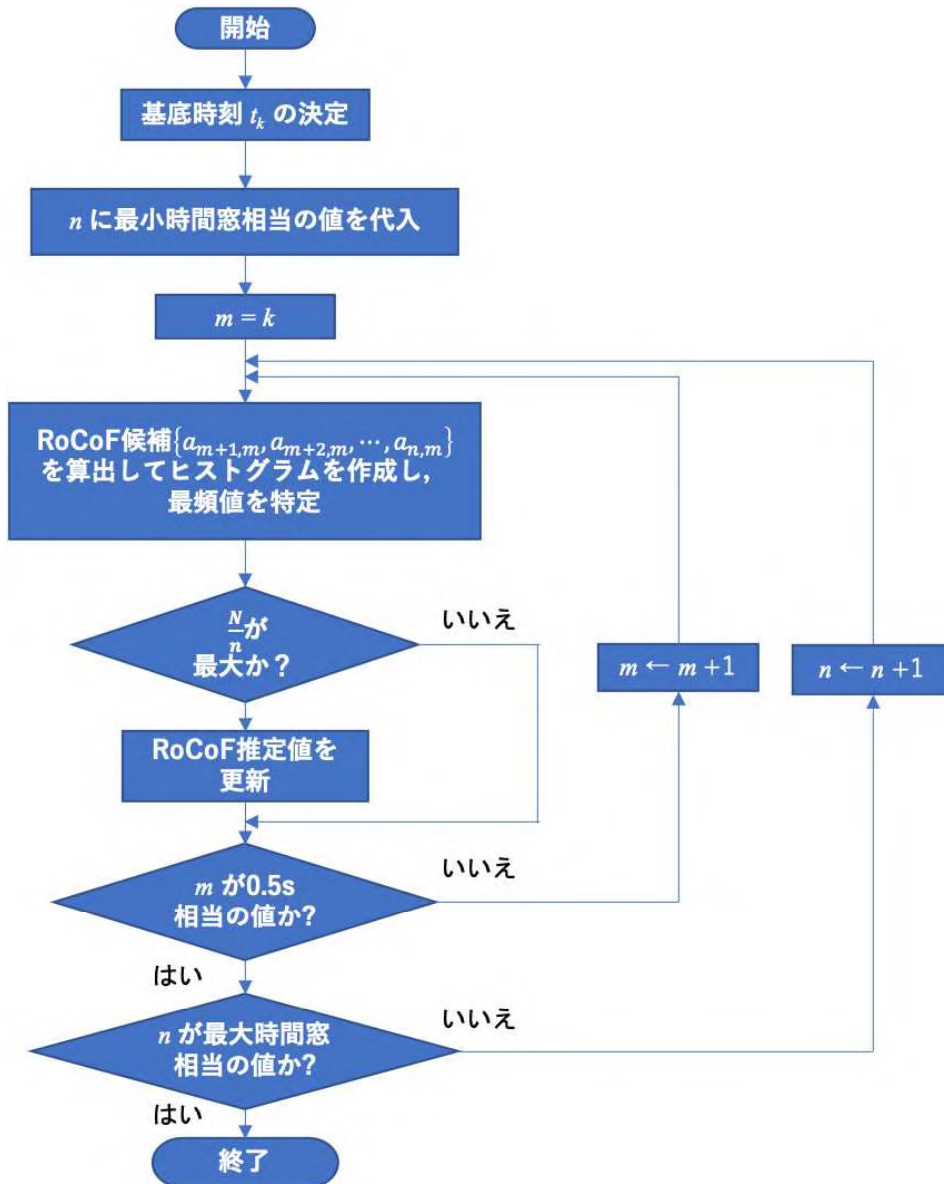 開始
基底時刻 t_k の決定
n に最小時間窓相当の値を代入
m = k
RoCoF候補{a_{m+1,m}, a_{m+2,m}, ⋯, a_{n,m}}
を算出してヒストグラムを作成し,
最頻値を特定
N/n が
最大か？
いいえ
m ← m +1
n ← n +1
RoCoF推定値を
更新
m が0.5s
相当の値か?
いいえ
はい
n が最大時間窓
相当の値か?
いいえ
はい
終了